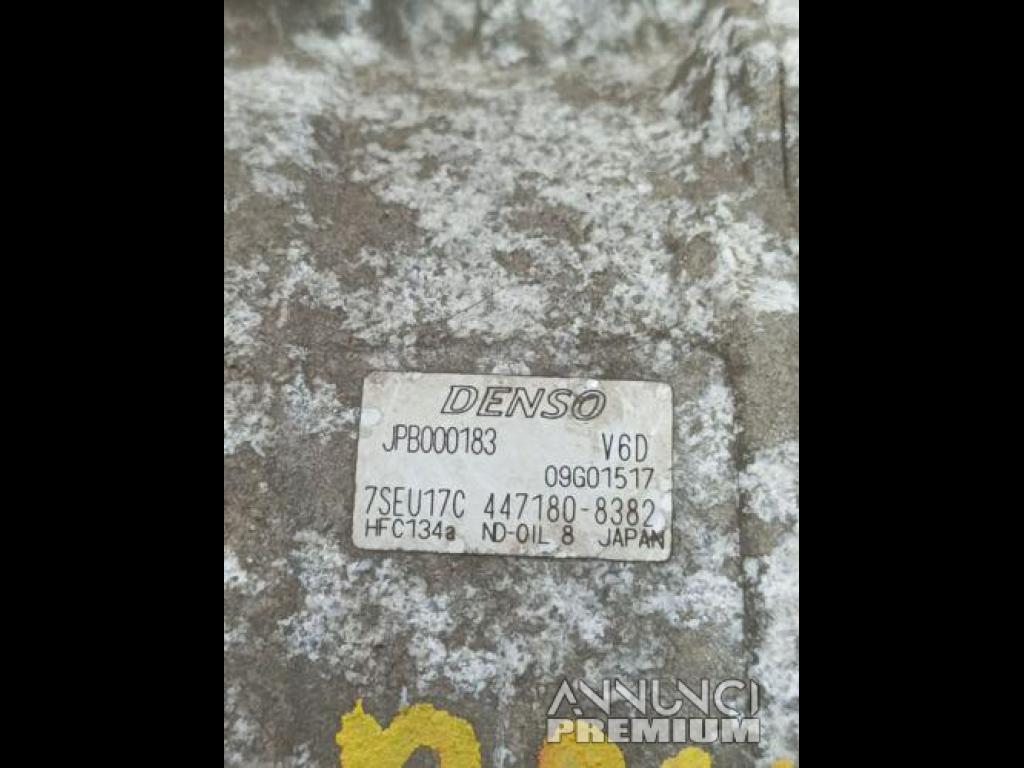 DENSO
JPB000183 V6D
09G01517
7SEU17C 447180-8382
HFC134a ND-OIL 8 JAPAN
ANNUNCI
PREMIUM